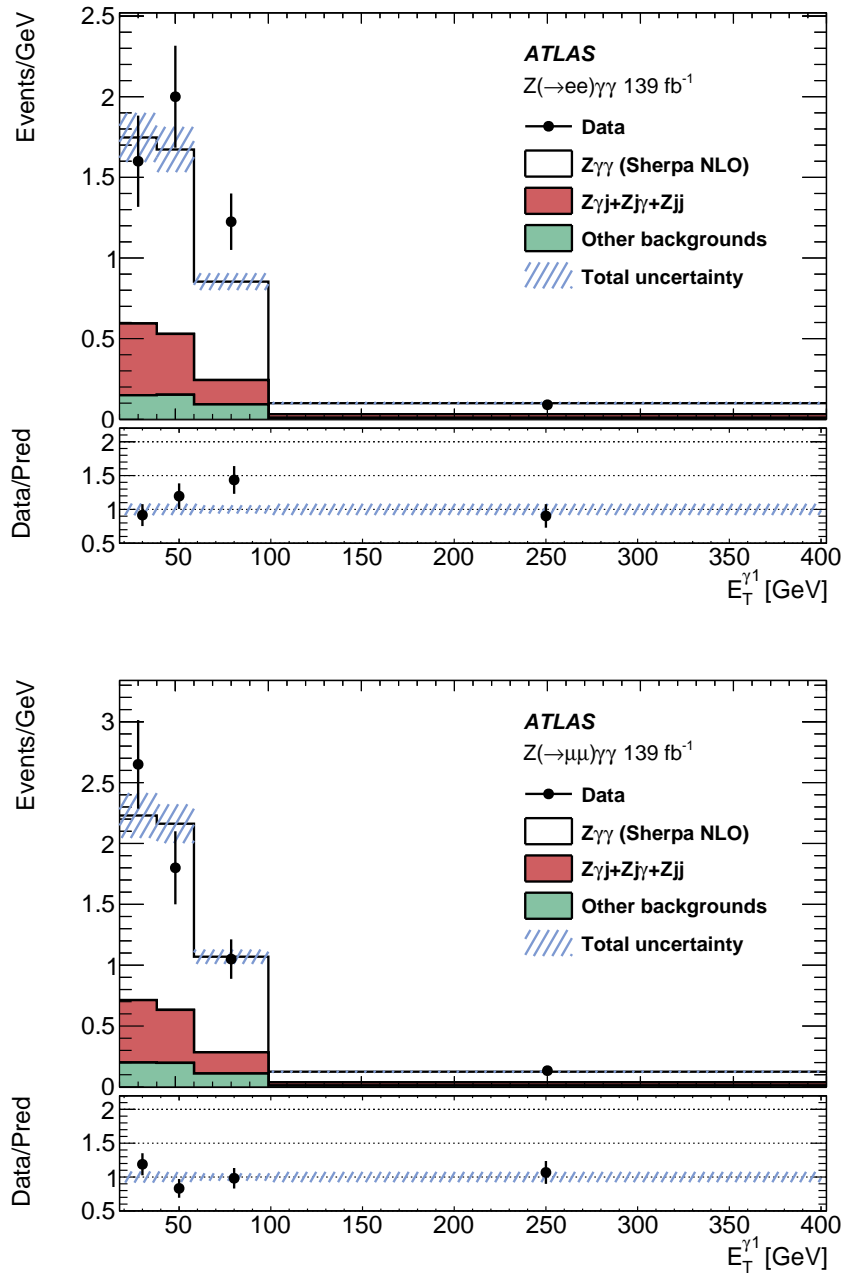 2.5
2
1.5
1
0.5
0
Events/GeV
ATLAS
Z(→ee)γγ 139 fb⁻¹
Data
Zγγ (Sherpa NLO)
Zγj+Zjγ+Zjj
Other backgrounds
Total uncertainty
2
1.5
1
0.5
Data/Pred
50 100 150 200 250 300 350 400
E_T^γ1 [GeV]
3
2.5
2
1.5
1
0.5
0
Events/GeV
ATLAS
Z(→μμ)γγ 139 fb⁻¹
Data
Zγγ (Sherpa NLO)
Zγj+Zjγ+Zjj
Other backgrounds
Total uncertainty
2
1.5
1
0.5
Data/Pred
50 100 150 200 250 300 350 400
E_T^γ1 [GeV]